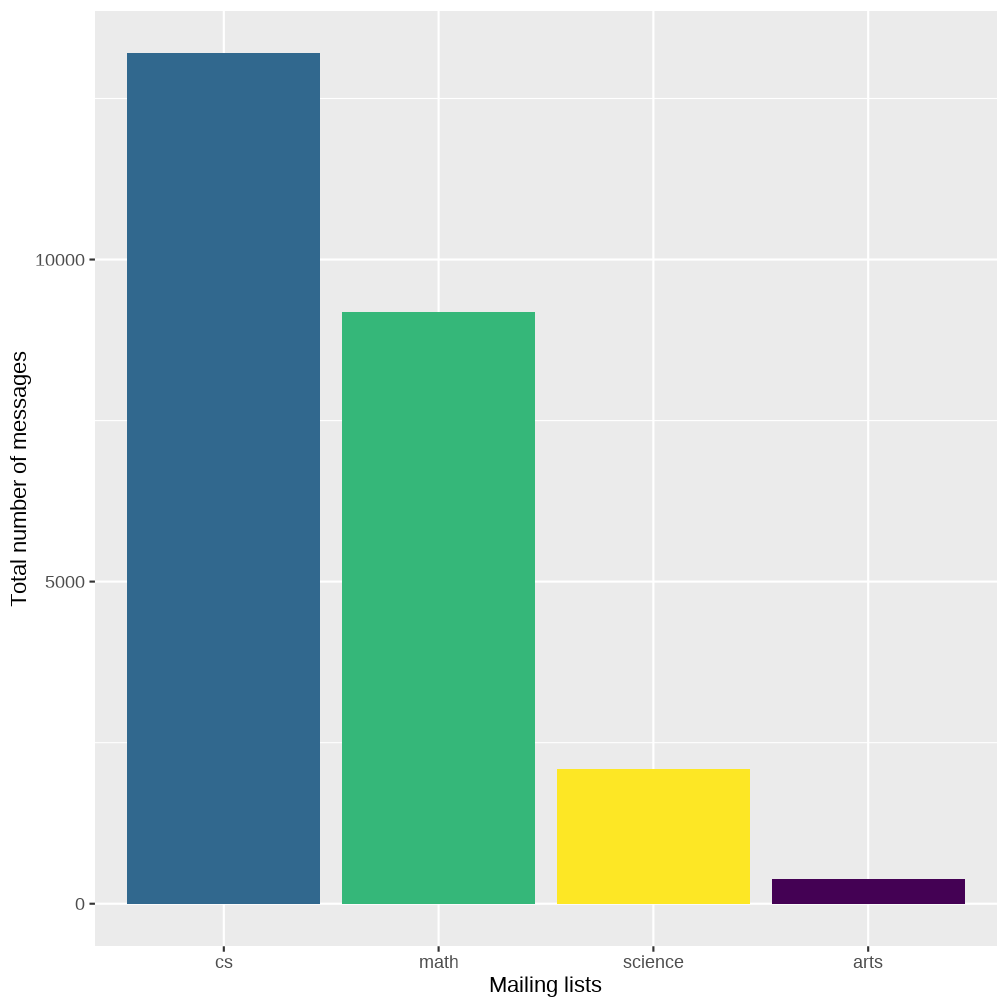 Total number of messages
10000
5000
0
cs math science arts
Mailing lists